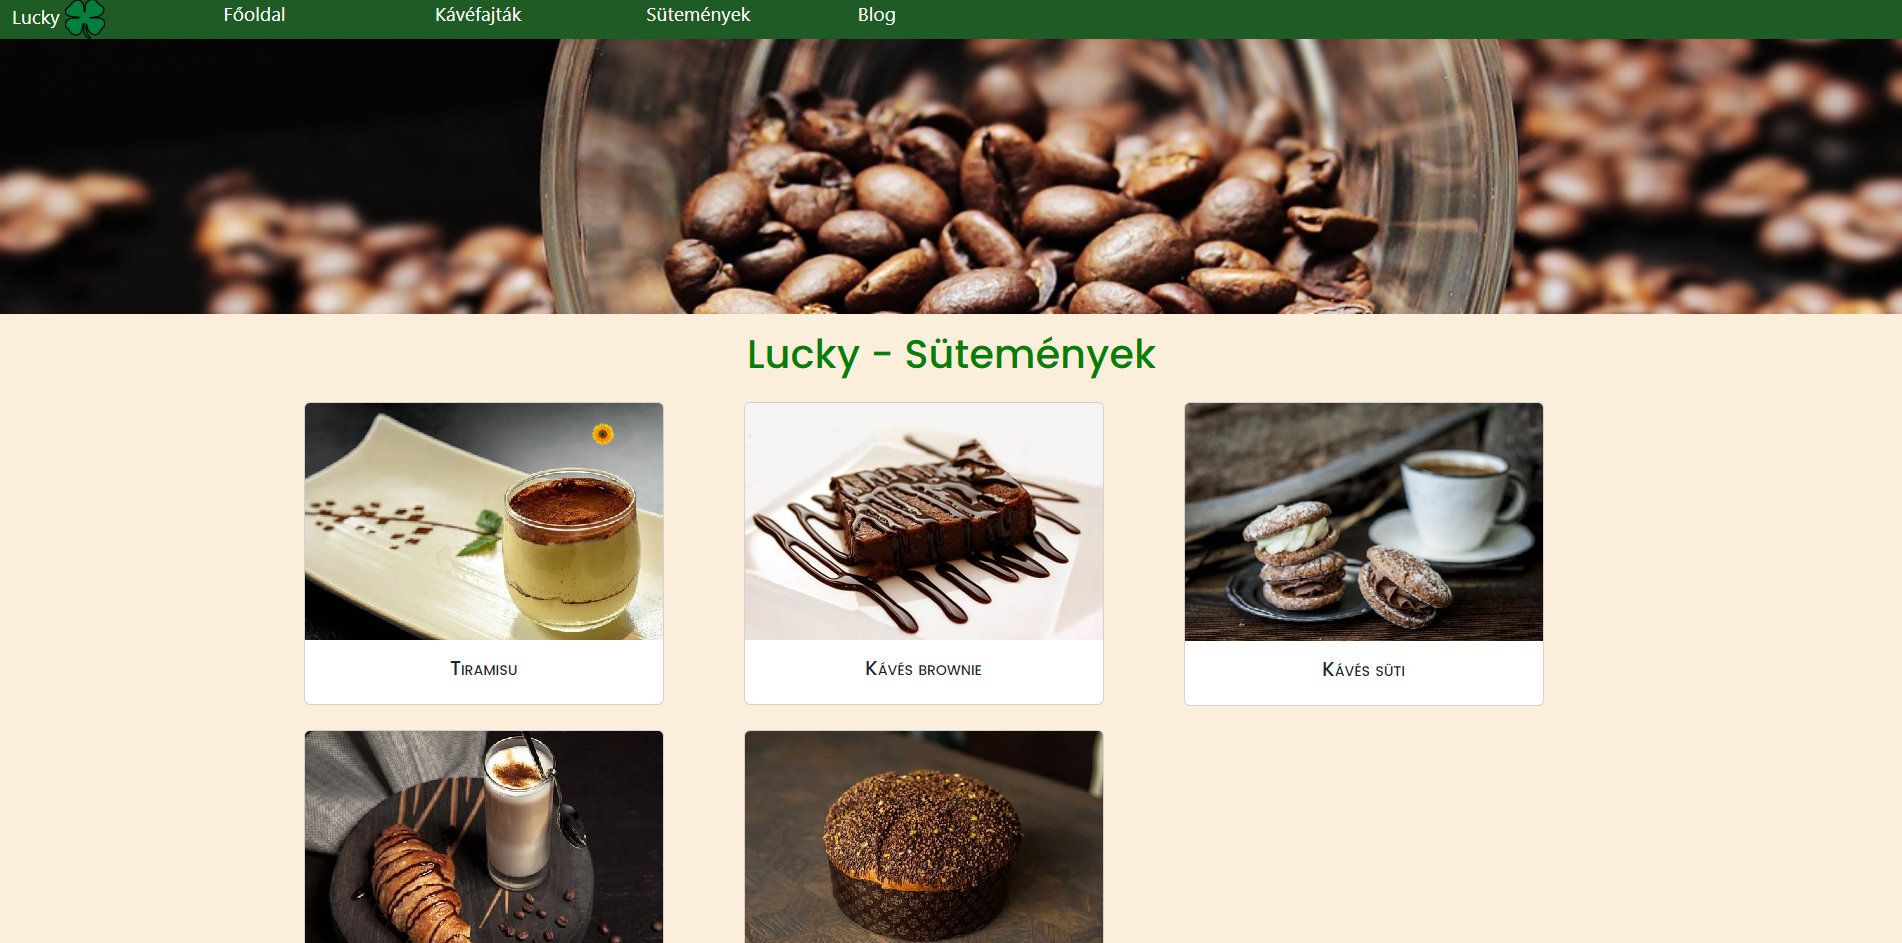 Lucky
Főoldal
Kávéfajták
Sütemények
Blog
Lucky - Sütemények
Tiramisu
Kávés brownie
Kávés süti